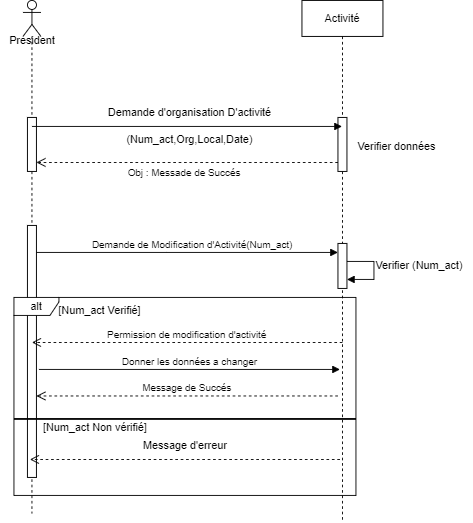 Président
Activité
Demande d'organisation D'activité
(Num_act,Org,Local,Date)
Verifier données
Obj : Messade de Succés
Demande de Modification d'Activité(Num_act)
Verifier (Num_act)
alt
[Num_act Verifié]
Permission de modification d'activité
Donner les données a changer
Message de Succés
[Num_act Non vérifié]
Message d'erreur